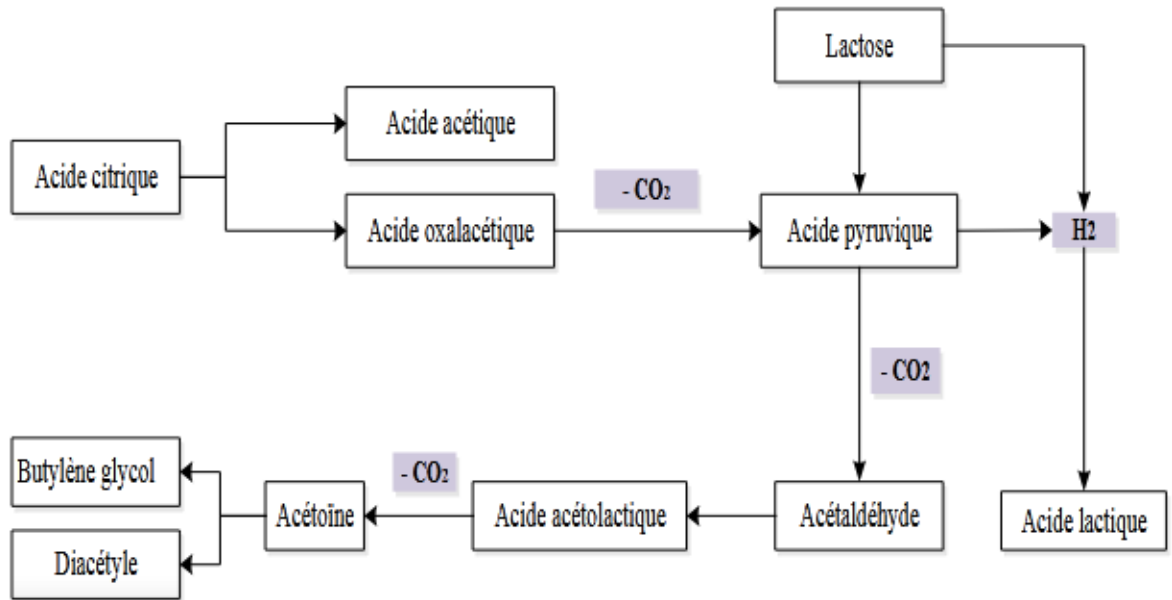 Lactose
Acide acétique
Acide citrique
- CO₂
Acide oxalacétique
Acide pyruvique
H2
- CO2
Butylène glycol
- CO₂
Acétoïne
Acide acétolactique
Acétaldéhyde
Acide lactique
Diacétyle